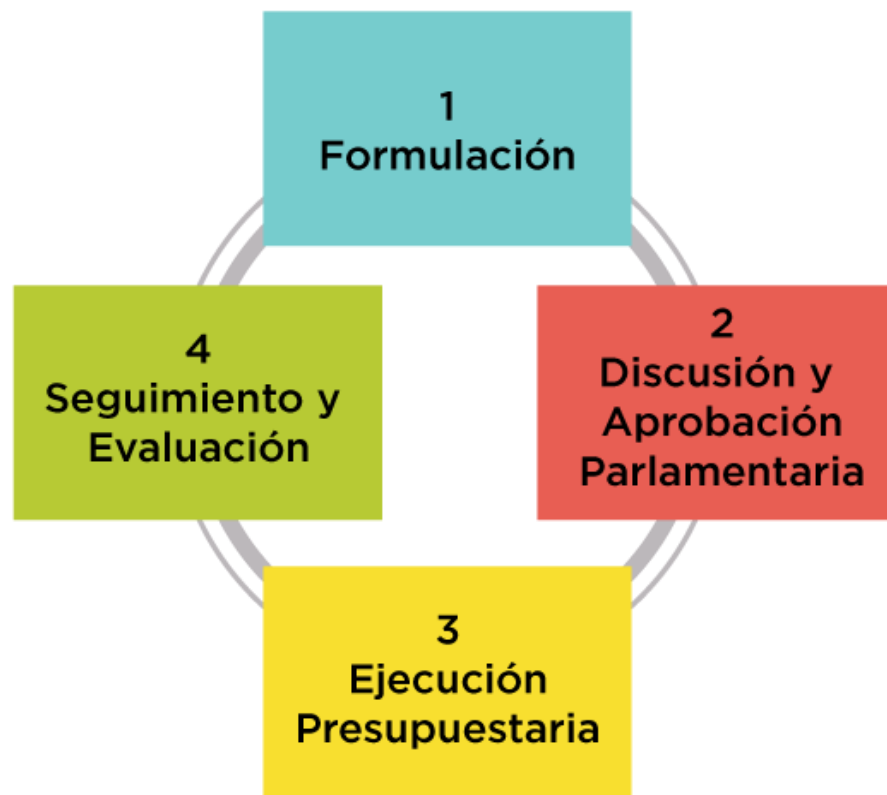 1
Formulación
2
Discusión y
Aprobación
Parlamentaria
3
Ejecución
Presupuestaria
4
Seguimiento y
Evaluación